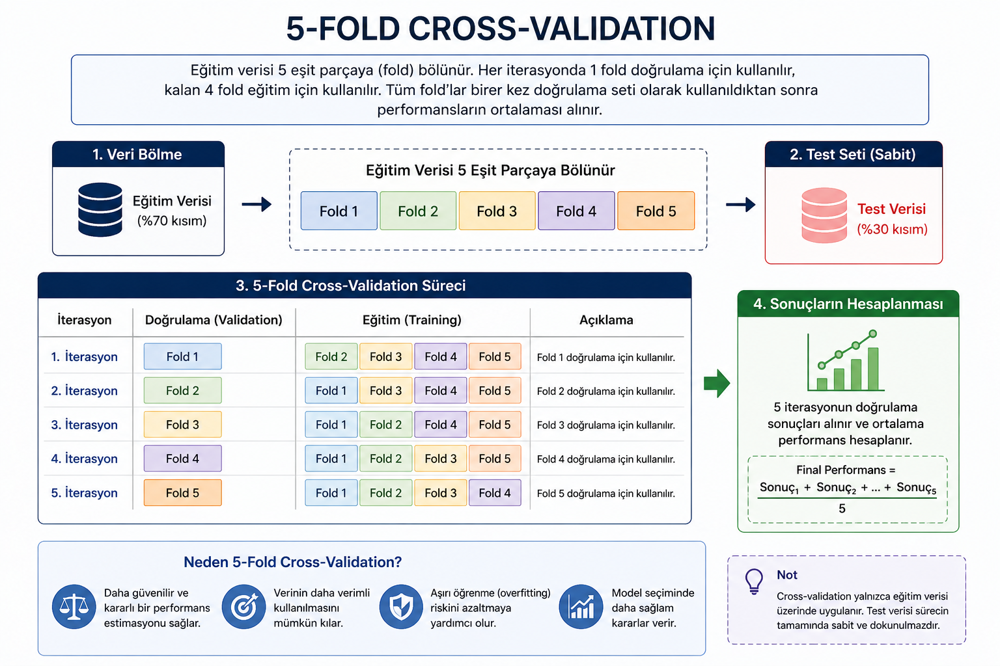 5-FOLD CROSS-VALIDATION
Eğitim verisi 5 eşit parçaya (fold) bölünür. Her iterasyonda 1 fold doğrulama için kullanılır,
kalan 4 fold eğitim için kullanılır. Tüm fold’lar birer kez doğrulama seti olarak kullanıldıktan sonra
performansların ortalaması alınır.
1. Veri Bölme
Eğitim Verisi
(%70 kısım)
Eğitim Verisi 5 Eşit Parçaya Bölünür
Fold 1 Fold 2 Fold 3 Fold 4 Fold 5
2. Test Seti (Sabit)
Test Verisi
(%30 kısım)
3. 5-Fold Cross-Validation Süreci
İterasyon Doğrulama (Validation) Eğitim (Training) Açıklama
1. İterasyon Fold 1 Fold 2 Fold 3 Fold 4 Fold 5 Fold 1 doğrulama için kullanılır.
2. İterasyon Fold 2 Fold 1 Fold 3 Fold 4 Fold 5 Fold 2 doğrulama için kullanılır.
3. İterasyon Fold 3 Fold 1 Fold 2 Fold 4 Fold 5 Fold 3 doğrulama için kullanılır.
4. İterasyon Fold 4 Fold 1 Fold 2 Fold 3 Fold 5 Fold 4 doğrulama için kullanılır.
5. İterasyon Fold 5 Fold 1 Fold 2 Fold 3 Fold 4 Fold 5 doğrulama için kullanılır.
4. Sonuçların Hesaplanması
5 iterasyonun doğrulama
sonuçları alınır ve ortalama
performans hesaplanır.
Final Performans =
Sonuç₁ + Sonuç₂ + ... + Sonuç₅
5
Neden 5-Fold Cross-Validation?
Daha güvenilir ve
kararlı bir performans
estimasyonu sağlar.
Verinin daha verimli
kullanılmasını
mümkün kılar.
Aşırı öğrenme (overfitting)
riskini azaltmaya
yardımcı olur.
Model seçiminde
daha sağlam
kararlar verir.
Not
Cross-validation yalnızca eğitim verisi
üzerinde uygulanır. Test verisi sürecin
tamamında sabit ve dokunulmazdır.